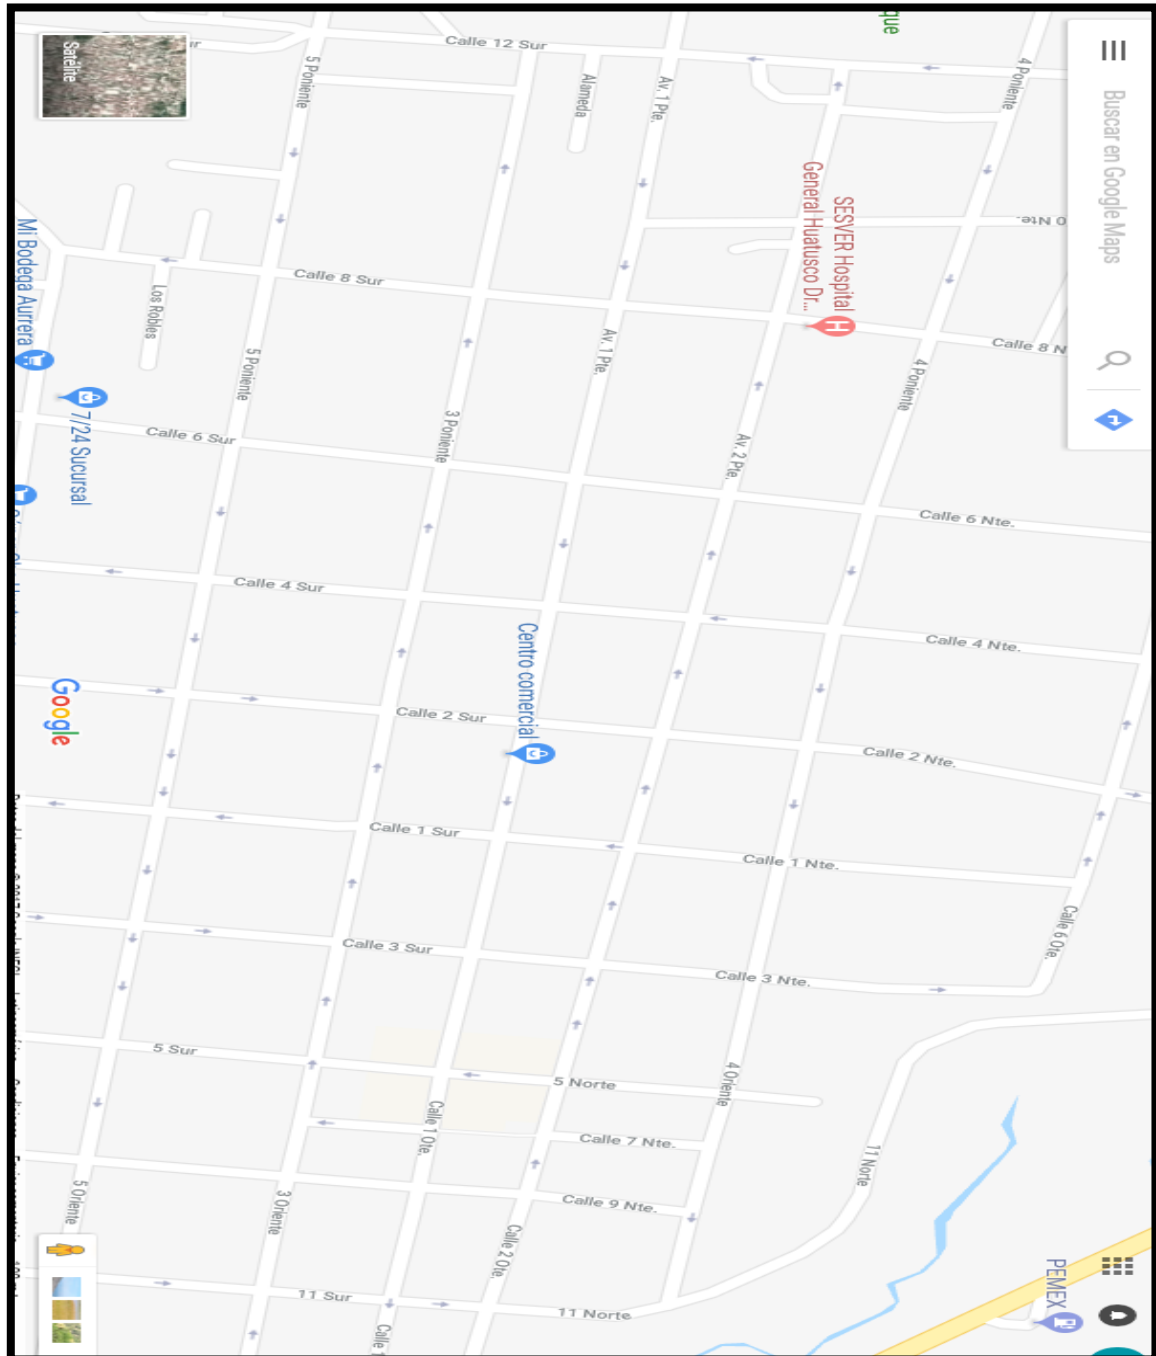 Buscar en Google Maps
Satélite
que
Calle 12 Sur
5 Poniente
Alameda
Av. 1 Pte.
4 Poniente
SESVER Hospital
General Huatusco Dr...
0 Nte.
Calle 8 Sur
Calle 8 N
Los Robles
Mi Bodega Aurrera
5 Poniente
Av. 1 Pte.
4 Poniente
7/24 Sucursal
Calle 6 Sur
3 Poniente
Av. 2 Pte.
Calle 6 Nte.
Calle 4 Sur
Calle 4 Nte.
Centro comercial
Calle 2 Sur
Calle 2 Nte.
Google
Calle 1 Sur
Calle 1 Nte.
Calle 3 Sur
Calle 3 Nte.
Calle 6 Ote.
5 Sur
5 Norte
4 Oriente
Calle 1 Ote.
Calle 7 Nte.
11 Norte
5 Oriente
3 Oriente
Calle 9 Nte.
Calle 2 Ote.
PEMEX
11 Sur
11 Norte
Calle 1